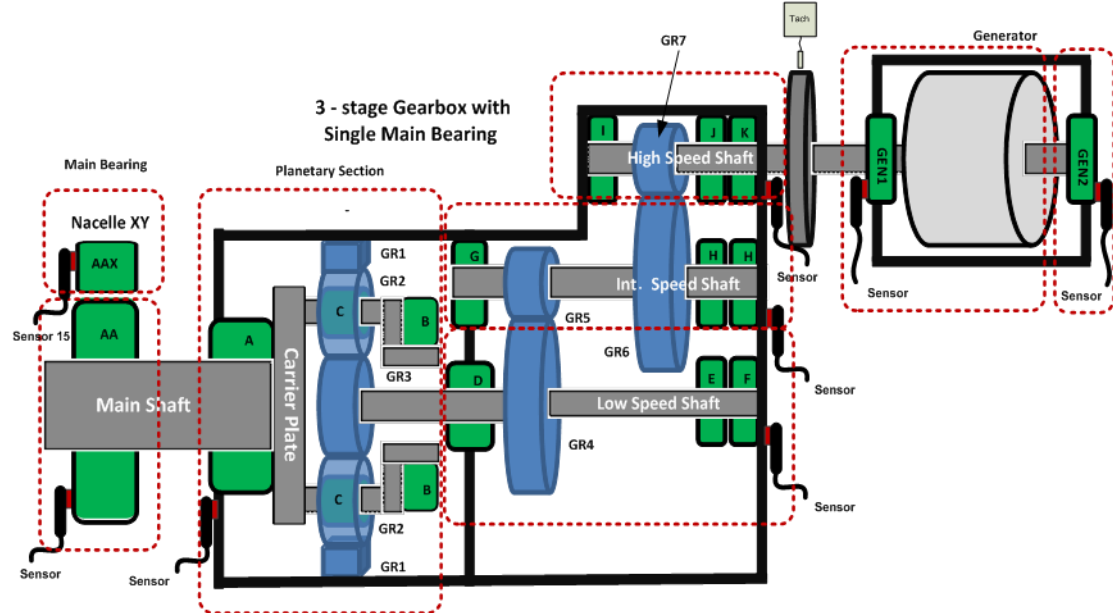 Tach
GR7
Generator
3 - stage Gearbox with
Single Main Bearing
Main Bearing
Planetary Section
-
Nacelle XY
AAX
Sensor 15
AA
Main Shaft
Sensor
A
Sensor
Carrier Plate
GR1
GR2
C
B
GR3
C
B
GR2
GR1
I
J
K
High Speed Shaft
G
H
H
Int. Speed Shaft
GR5
GR6
D
E
F
Low Speed Shaft
GR4
Sensor
Sensor
Sensor
GEN1
GEN2
Sensor
Sensor